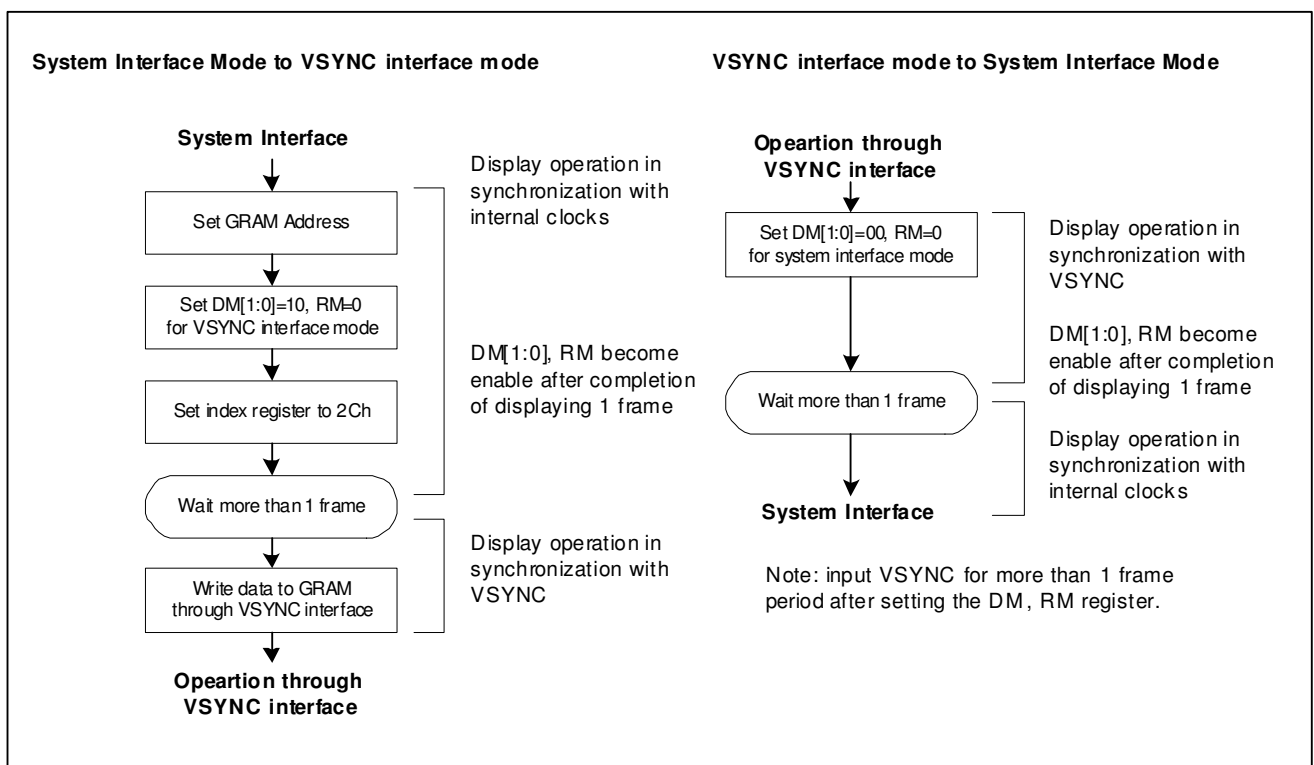 System Interface Mode to VSYNC interface mode
System Interface
Set GRAM Address
Set DM[1:0]=10, RM=0
for VSYNC interface mode
Set index register to 2Ch
Wait more than 1 frame
Write data to GRAM
through VSYNC interface
Opeartion through
VSYNC interface
Display operation in
synchronization with
internal clocks
DM[1:0], RM become
enable after completion
of displaying 1 frame
Display operation in
synchronization with
VSYNC
VSYNC interface mode to System Interface Mode
Opeartion through
VSYNC interface
Set DM[1:0]=00, RM=0
for system interface mode
Wait more than 1 frame
System Interface
Display operation in
synchronization with
VSYNC
DM[1:0], RM become
enable after completion
of displaying 1 frame
Display operation in
synchronization with
internal clocks
Note: input VSYNC for more than 1 frame
period after setting the DM, RM register.